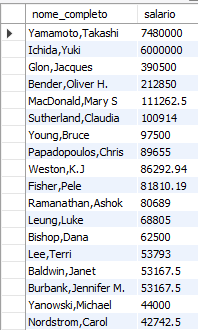 nome_completo salario
Yamamoto,Takashi 7480000
Ichida,Yuki 6000000
Glon,Jacques 390500
Bender,Oliver H. 212850
MacDonald,Mary S 111262.5
Sutherland,Claudia 100914
Young,Bruce 97500
Papadopoulos,Chris 89655
Weston,K.J 86292.94
Fisher,Pele 81810.19
Ramanathan,Ashok 80689
Leung,Luke 68805
Bishop,Dana 62500
Lee,Terri 53793
Baldwin,Janet 53167.5
Burbank,Jennifer M. 53167.5
Yanowski,Michael 44000
Nordstrom,Carol 42742.5